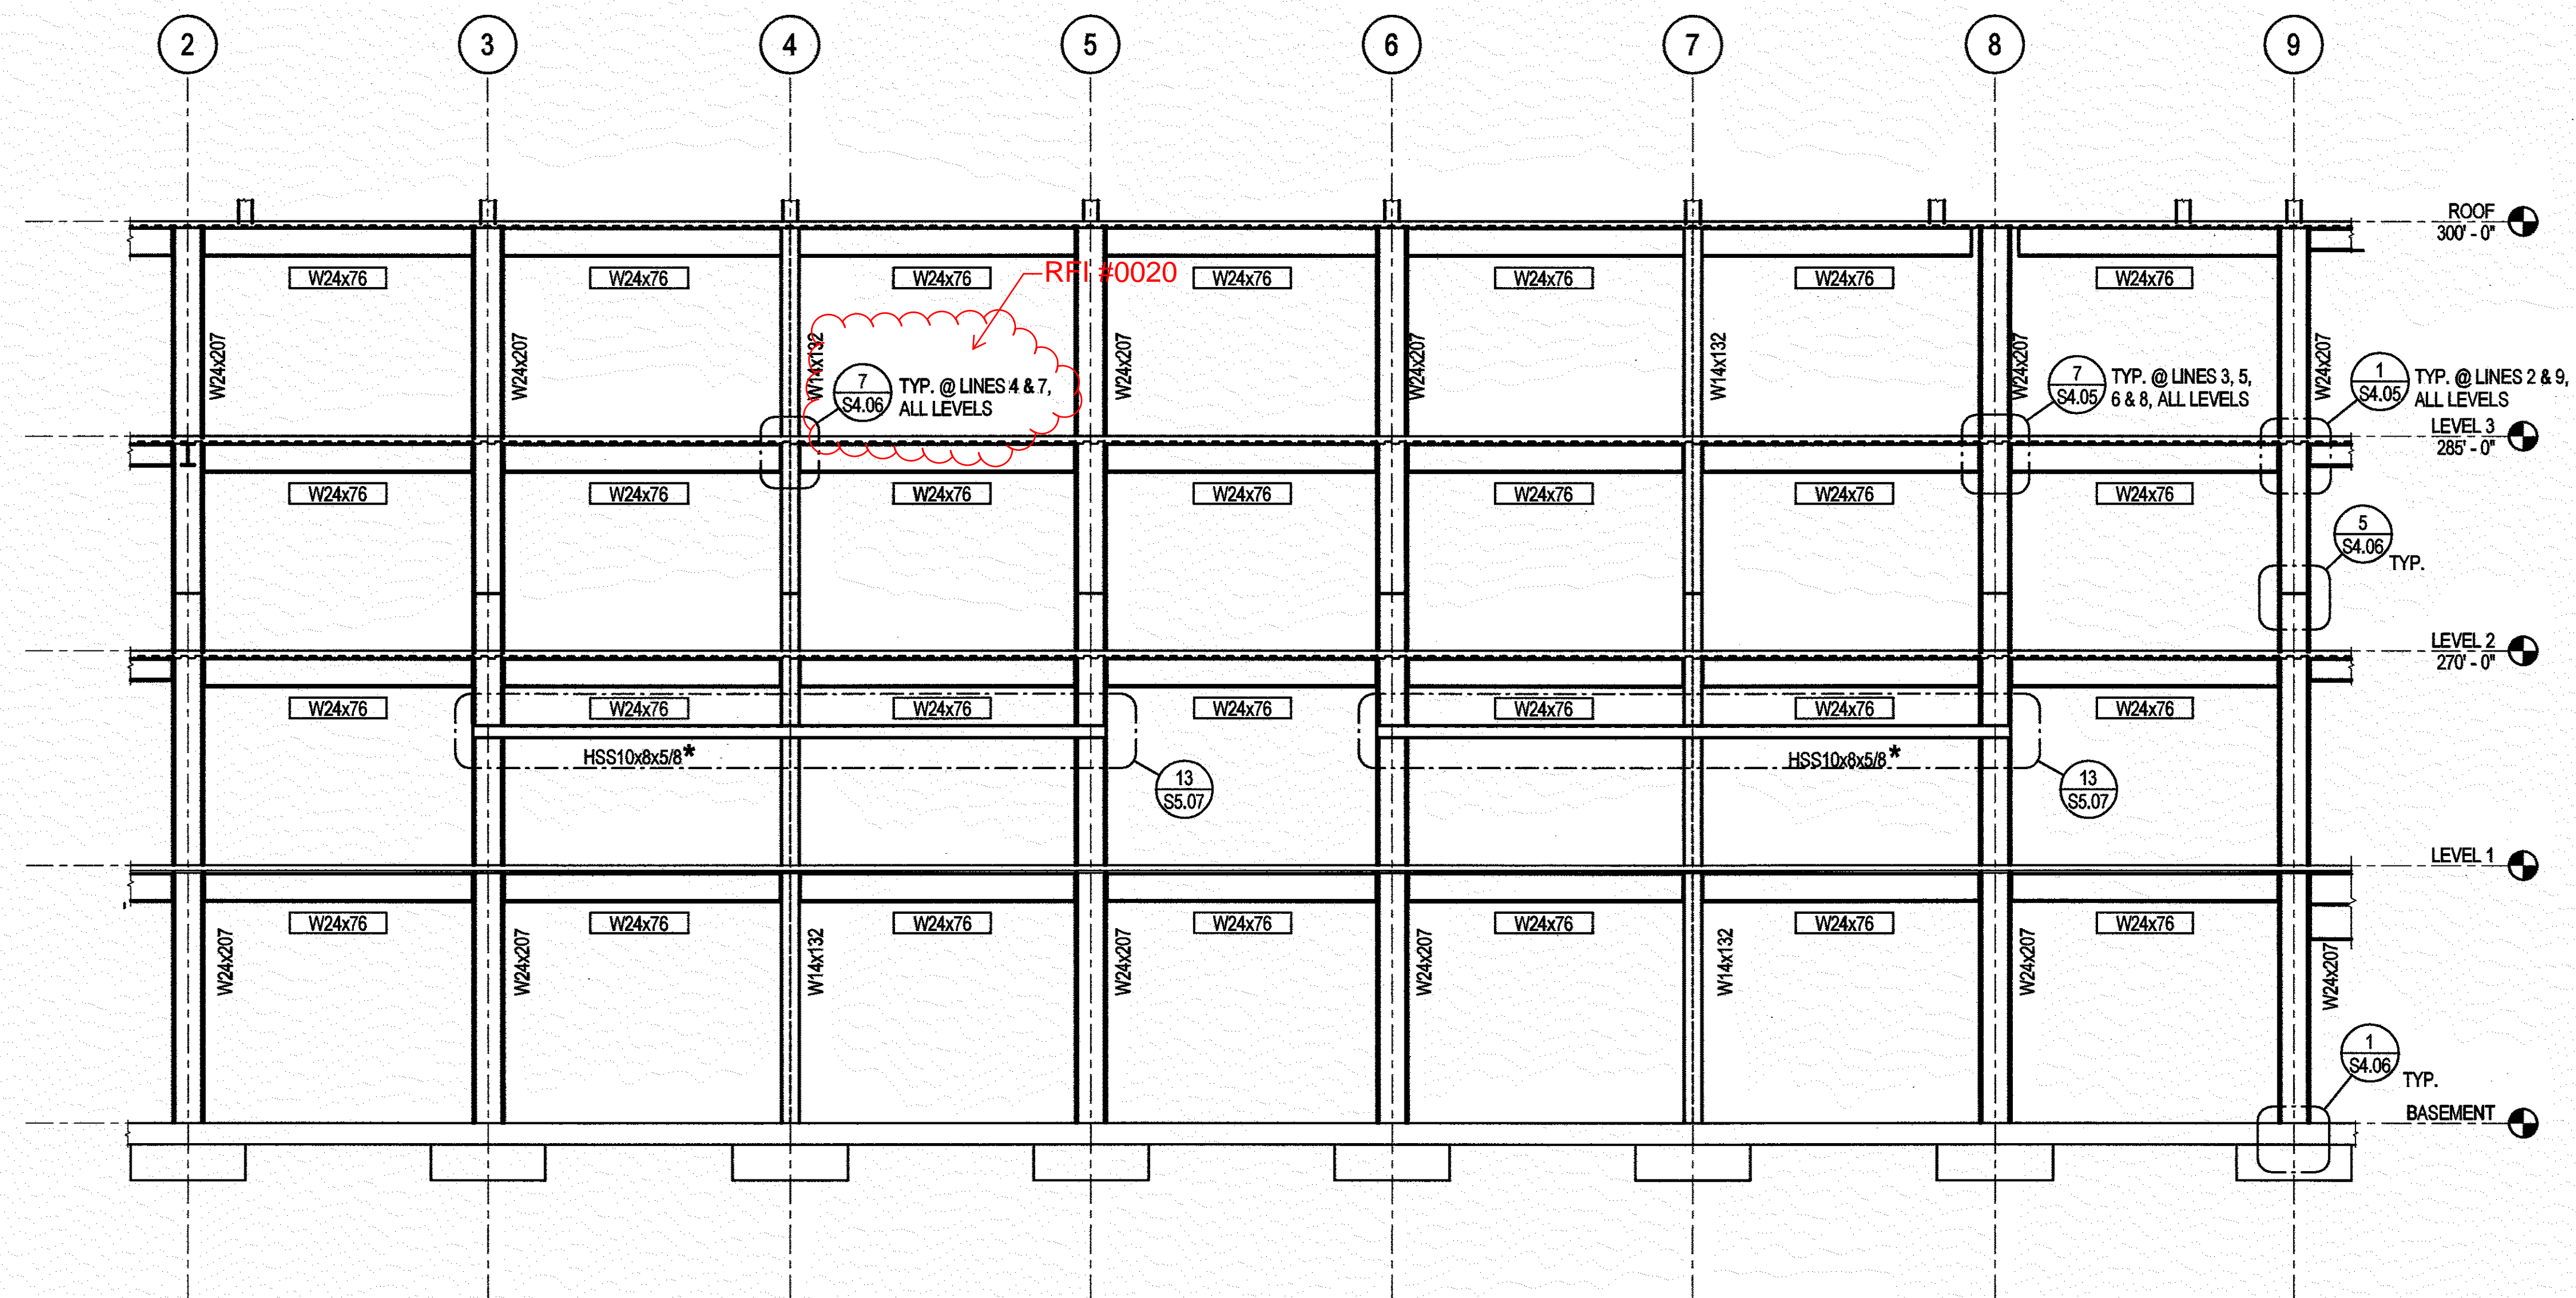 2 3 4 5 6 7 8 9
ROOF
300' - 0"
W24x76 W24x76 W24x76 W24x76 W24x76 W24x76 W24x76
RFI #0020
W24x207 W24x207 W14x132 W24x207 W24x207 W14x132 W24x207 W24x207
7
S4.06
TYP. @ LINES 4 & 7,
ALL LEVELS
7
S4.05
TYP. @ LINES 3, 5,
6 & 8, ALL LEVELS
1
S4.05
TYP. @ LINES 2 & 9,
ALL LEVELS
LEVEL 3
285' - 0"
W24x76 W24x76 W24x76 W24x76 W24x76 W24x76 W24x76
5
S4.06
TYP.
LEVEL 2
270' - 0"
W24x76 W24x76 W24x76 W24x76 W24x76 W24x76 W24x76
HSS10x8x5/8* HSS10x8x5/8*
13
S5.07
13
S5.07
LEVEL 1
W24x76 W24x76 W24x76 W24x76 W24x76 W24x76 W24x76
W24x207 W24x207 W14x132 W24x207 W24x207 W14x132 W24x207 W24x207
1
S4.06
TYP.
BASEMENT